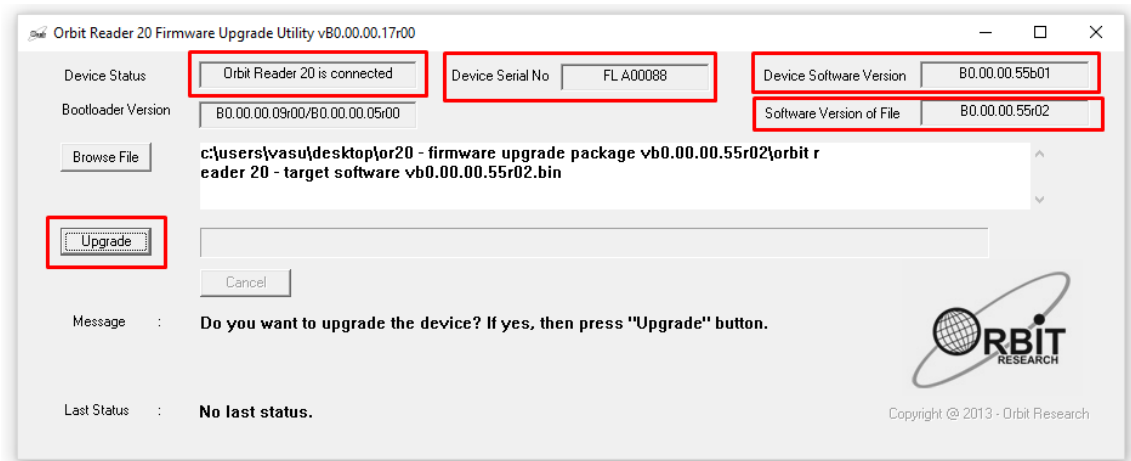 Orbit Reader 20 Firmware Upgrade Utility vB0.00.00.17r00
Device Status Orbit Reader 20 is connected Device Serial No FL A00088 Device Software Version B0.00.00.55b01
Bootloader Version B0.00.00.09r00/B0.00.00.05r00 Software Version of File B0.00.00.55r02
Browse File c:\users\vasu\desktop\or20 - firmware upgrade package vb0.00.00.55r02\orbit r
eader 20 - target software vb0.00.00.55r02.bin
Upgrade
Cancel
Message : Do you want to upgrade the device? If yes, then press "Upgrade" button.
ORBIT
RESEARCH
Last Status : No last status.
Copyright @ 2013 - Orbit Research